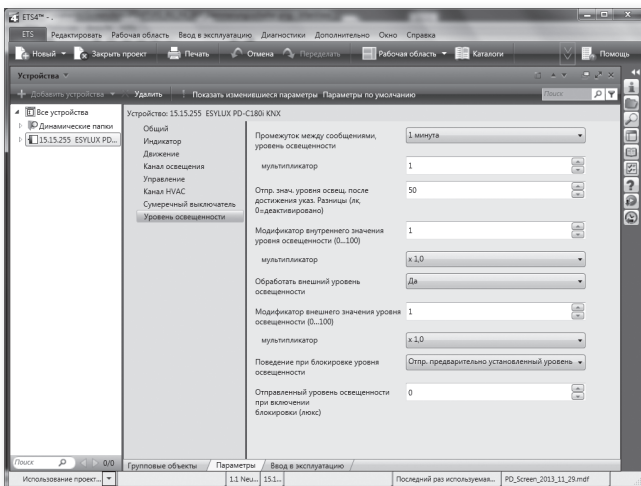 ETS4™ - .
ETS Редактировать Рабочая область Ввод в эксплуатацию Диагностики Дополнительно Окно Справка
Новый Закрыть проект Печать Отмена Переделать Рабочая область Каталоги Помощь
Устройства
Добавить устройства Удалить Показать изменившиеся параметры Параметры по умолчанию Поиск
Все устройства
Динамические папки
15.15.255 ESYLUX PD-...
Устройство: 15.15.255 ESYLUX PD-C180i KNX
Общий
Индикатор
Движение
Канал освещения
Управление
Канал HVAC
Сумеречный выключатель
Уровень освещенности
Промежуток между сообщениями,
уровень освещенности
1 минута
мультипликатор
1
Отпр. знач. уровня освещ. после
достижения указ. Разницы (лк,
0=деактивировано)
50
Модификатор внутреннего значения
уровня освещенности (0...100)
1
мультипликатор
x 1,0
Обработать внешний уровень
освещенности
Да
Модификатор внешнего значения уровня
освещенности (0...100)
1
мультипликатор
x 1,0
Поведение при блокировке уровня
освещенности
Отпр. предварительно установленный уровень
Отправленный уровень освещенности
при включении
блокировки (люкс)
0
Поиск 0/0
Групповые объекты Параметры Ввод в эксплуатацию
Использование проект... 1.1 Neu... 15.1... Последний раз используемая... PD_Screen_2013_11_29.mdf